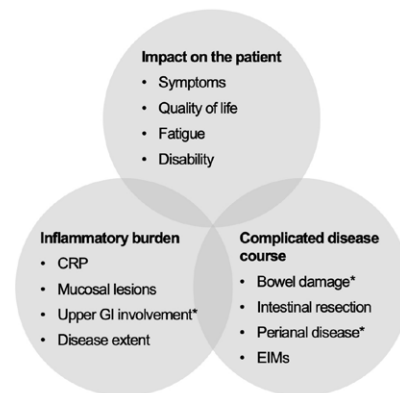 Impact on the patient
• Symptoms
• Quality of life
• Fatigue
• Disability
Inflammatory burden
• CRP
• Mucosal lesions
• Upper GI involvement*
• Disease extent
Complicated disease
course
• Bowel damage*
• Intestinal resection
• Perianal disease*
• EIMs